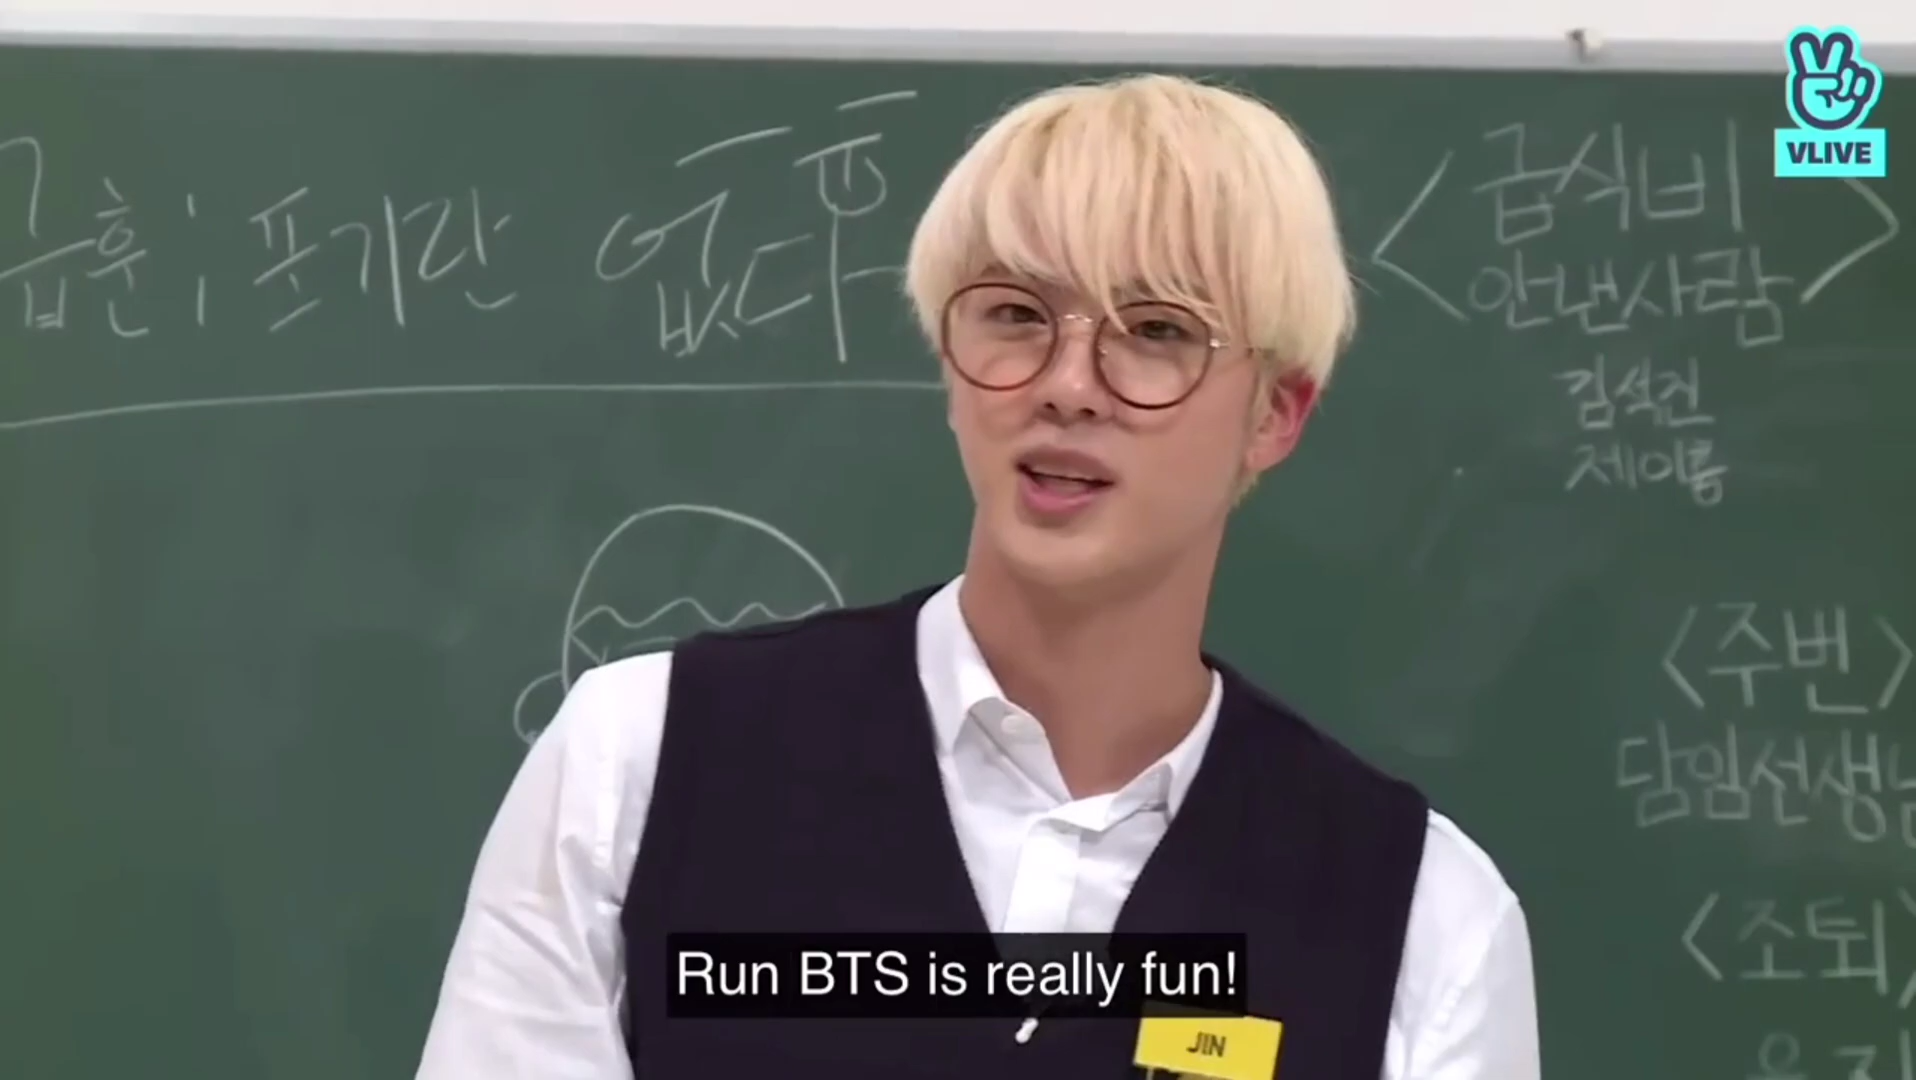 VLIVE
급훈; 포기란 없다
<급식비
안낸사람>
김석진
제이홉
<주번>
담임선생님
<조퇴>
Run BTS is really fun!
JIN